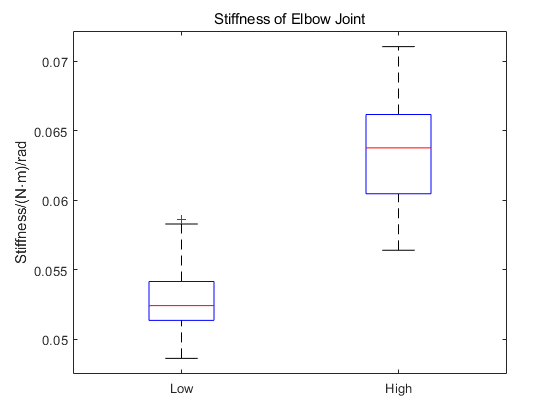 Stiffness of Elbow Joint
Stiffness/(N·m)/rad
0.07
0.065
0.06
0.055
0.05
Low
High